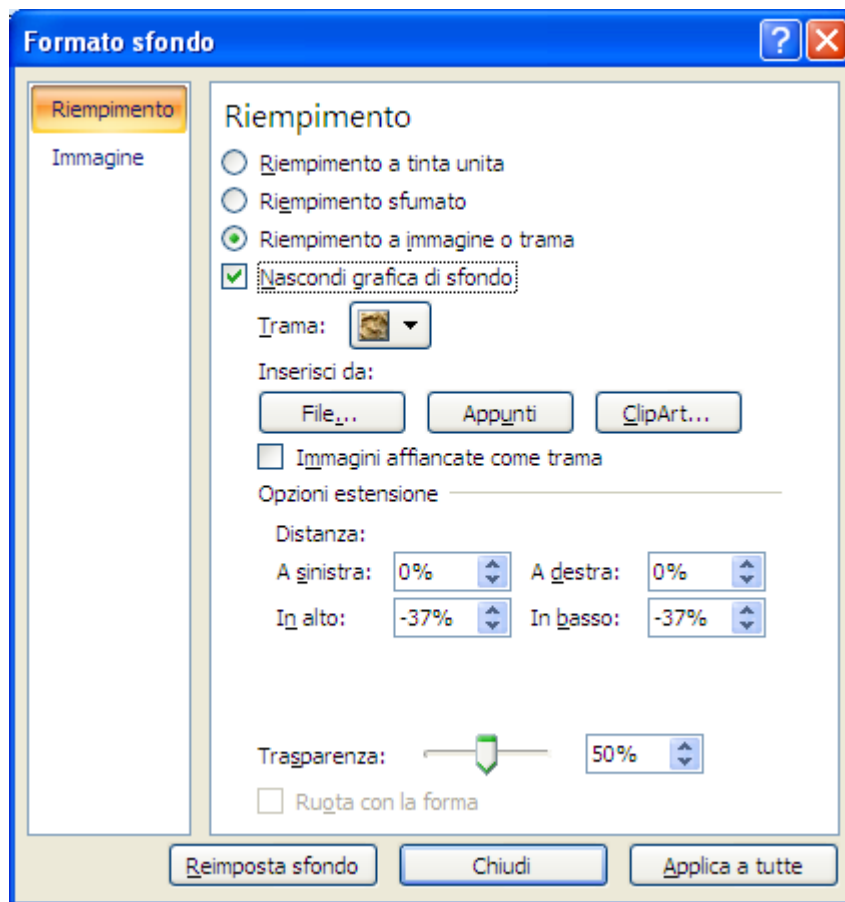 Formato sfondo
Riempimento
Immagine
Riempimento
Riempimento a tinta unita
Riempimento sfumato
Riempimento a immagine o trama
Nascondi grafica di sfondo
Trama:
Inserisci da:
File... Appunti ClipArt...
Immagini affiancate come trama
Opzioni estensione
Distanza:
A sinistra: 0% A destra: 0%
In alto: -37% In basso: -37%
Trasparenza: 50%
Ruota con la forma
Reimposta sfondo Chiudi Applica a tutte